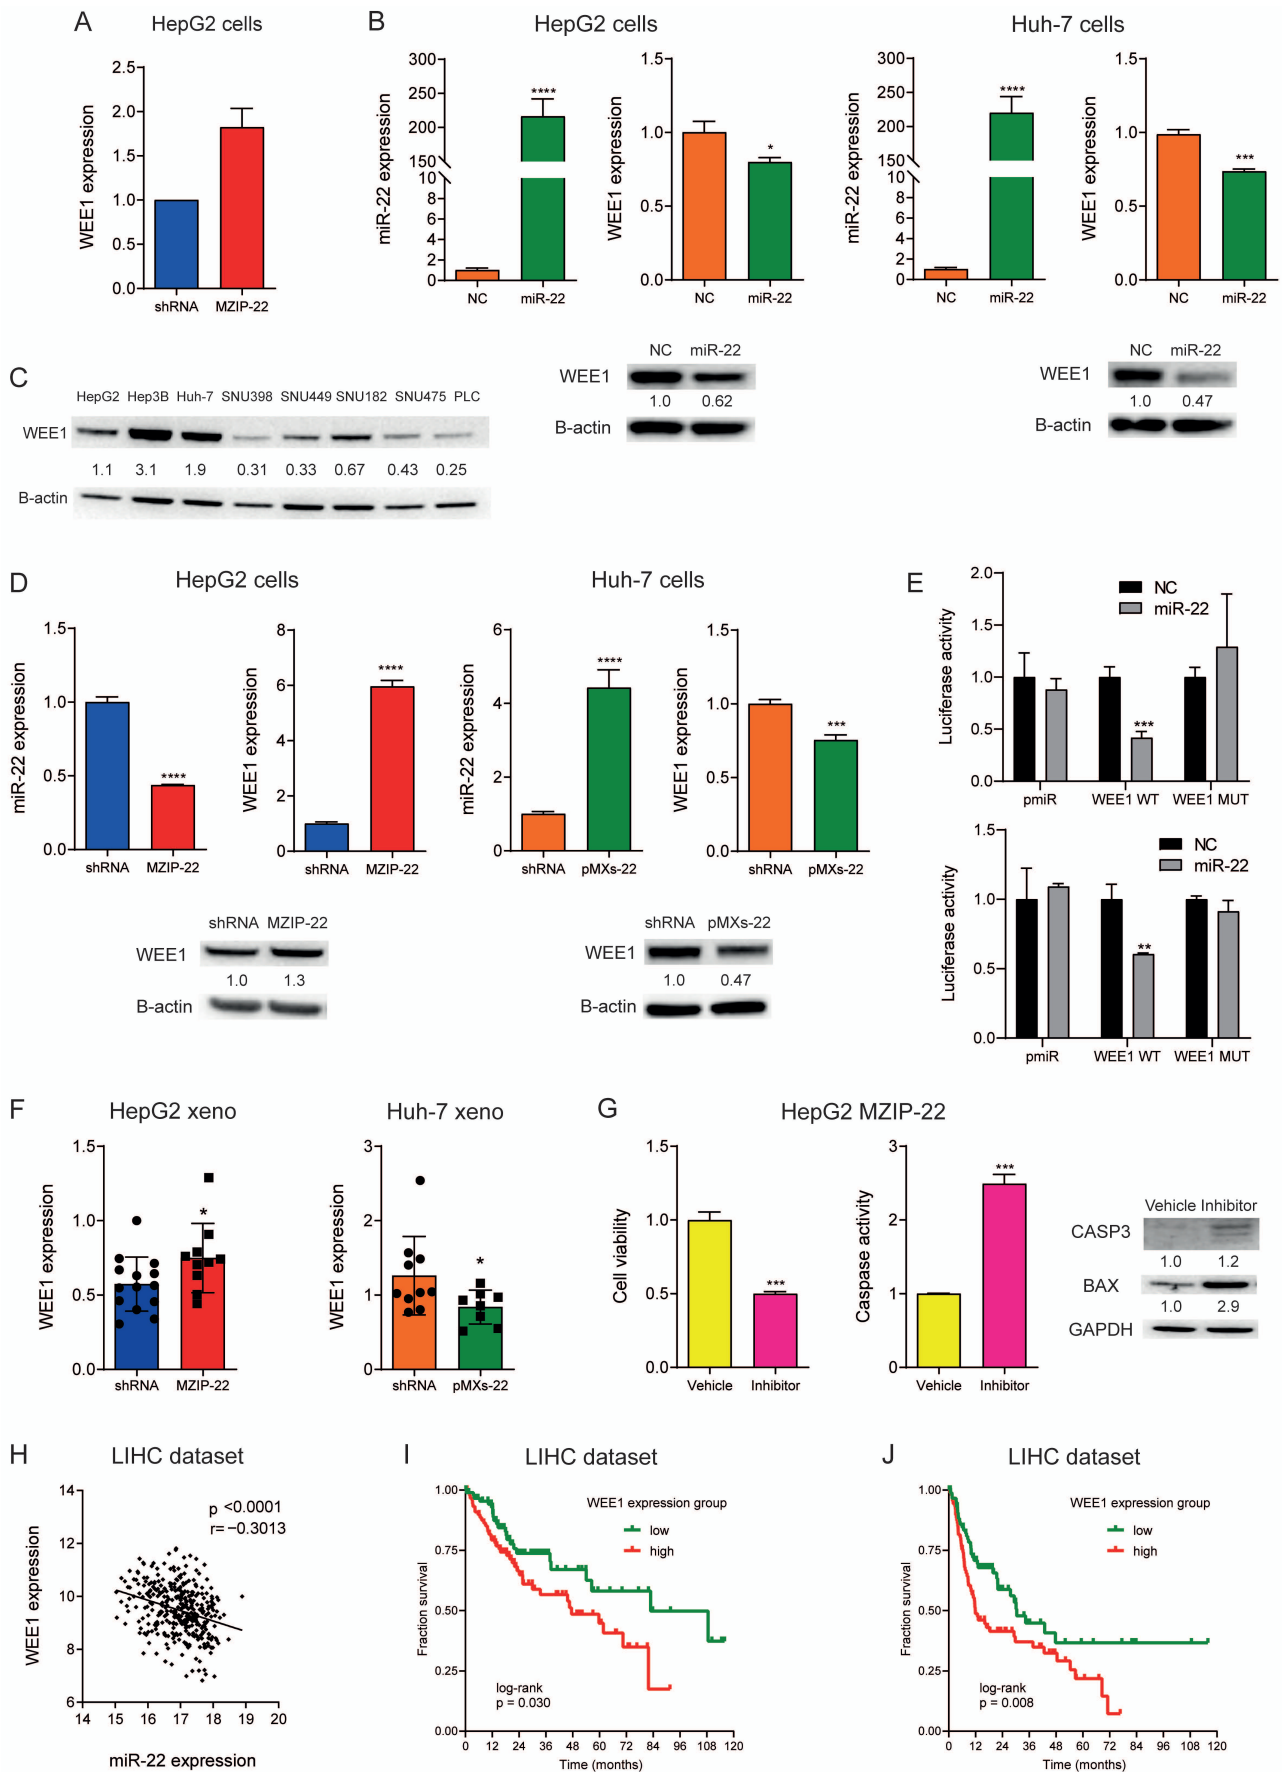 A
HepG2 cells
WEE1 expression
2.5
2.0
1.5
1.0
0.5
0.0
shRNA MZIP-22
B
HepG2 cells
miR-22 expression
300
250
200
150
10
8
6
4
2
0
****
NC miR-22
WEE1 expression
1.5
1.0
0.5
0.0
*
NC miR-22
NC miR-22
WEE1
1.0 0.62
B-actin
Huh-7 cells
miR-22 expression
300
250
200
150
10
8
6
4
2
0
****
NC miR-22
WEE1 expression
1.5
1.0
0.5
0.0
***
NC miR-22
NC miR-22
WEE1
1.0 0.47
B-actin
C
HepG2 Hep3B Huh-7 SNU398 SNU449 SNU182 SNU475 PLC
WEE1
1.1 3.1 1.9 0.31 0.33 0.67 0.43 0.25
B-actin
D
HepG2 cells
miR-22 expression
1.5
1.0
0.5
0.0
****
shRNA MZIP-22
WEE1 expression
8
6
4
2
0
****
shRNA MZIP-22
shRNA MZIP-22
WEE1
1.0 1.3
B-actin
Huh-7 cells
miR-22 expression
6
4
2
0
****
shRNA pMXs-22
WEE1 expression
1.5
1.0
0.5
0.0
***
shRNA pMXs-22
shRNA pMXs-22
WEE1
1.0 0.47
B-actin
E
Luciferase activity
2.0
1.5
1.0
0.5
0.0
NC
miR-22
***
pmiR WEE1 WT WEE1 MUT
Luciferase activity
1.5
1.0
0.5
0.0
NC
miR-22
**
pmiR WEE1 WT WEE1 MUT
F
HepG2 xeno
WEE1 expression
1.5
1.0
0.5
0.0
*
shRNA MZIP-22
Huh-7 xeno
WEE1 expression
3
2
1
0
*
shRNA pMXs-22
G
HepG2 MZIP-22
Cell viability
1.5
1.0
0.5
0.0
***
Vehicle Inhibitor
Caspase activity
3
2
1
0
***
Vehicle Inhibitor
Vehicle Inhibitor
CASP3
1.0 1.2
BAX
1.0 2.9
GAPDH
H
LIHC dataset
WEE1 expression
14
12
10
8
6
p <0.0001
r= −0.3013
14 15 16 17 18 19 20
miR-22 expression
I
LIHC dataset
Fraction survival
1.00
0.75
0.50
0.25
0.00
WEE1 expression group
low
high
log-rank
p = 0.030
0 12 24 36 48 60 72 84 96 108 120
Time (months)
J
LIHC dataset
Fraction survival
1.00
0.75
0.50
0.25
0.00
WEE1 expression group
low
high
log-rank
p = 0.008
0 12 24 36 48 60 72 84 96 108 120
Time (months)